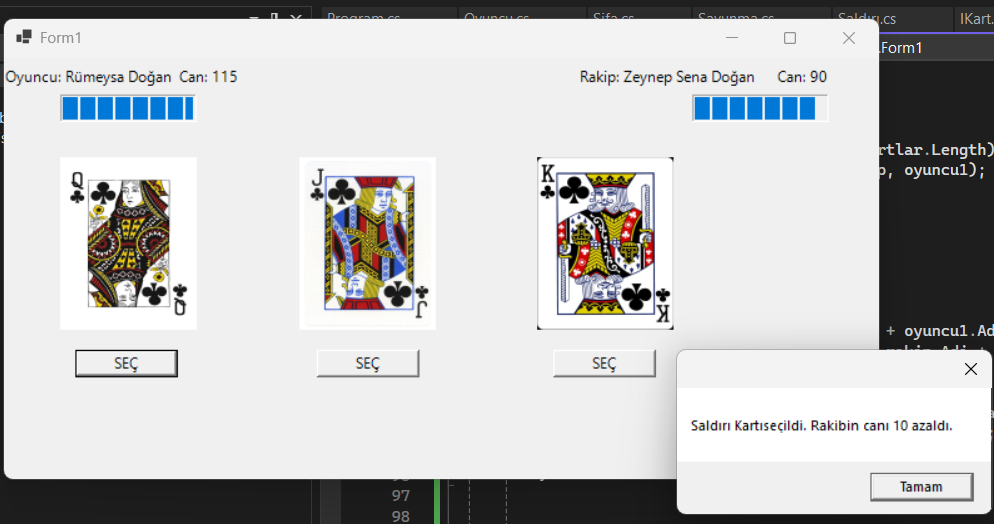 Program.cs Oyuncu.cs Sifa.cs Savunma.cs Saldırı.cs IKart.
Form1
.Form1
Oyuncu: Rümeysa Doğan Can: 115
Rakip: Zeynep Sena Doğan Can: 90
rtlar.Length)
, oyuncu1);
Q
J
K
Q
J
K
+ oyuncu1.Ad
SEÇ
SEÇ
SEÇ
Saldırı Kartıseçildi. Rakibin canı 10 azaldı.
Tamam
97
98